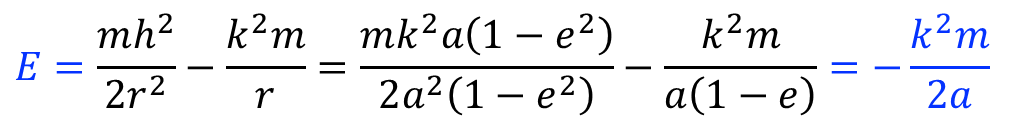 E = mh²/2r² − k²m/r = mk²a(1 − e²)/2a²(1 − e²) − k²m/a(1 − e) = − k²m/2a